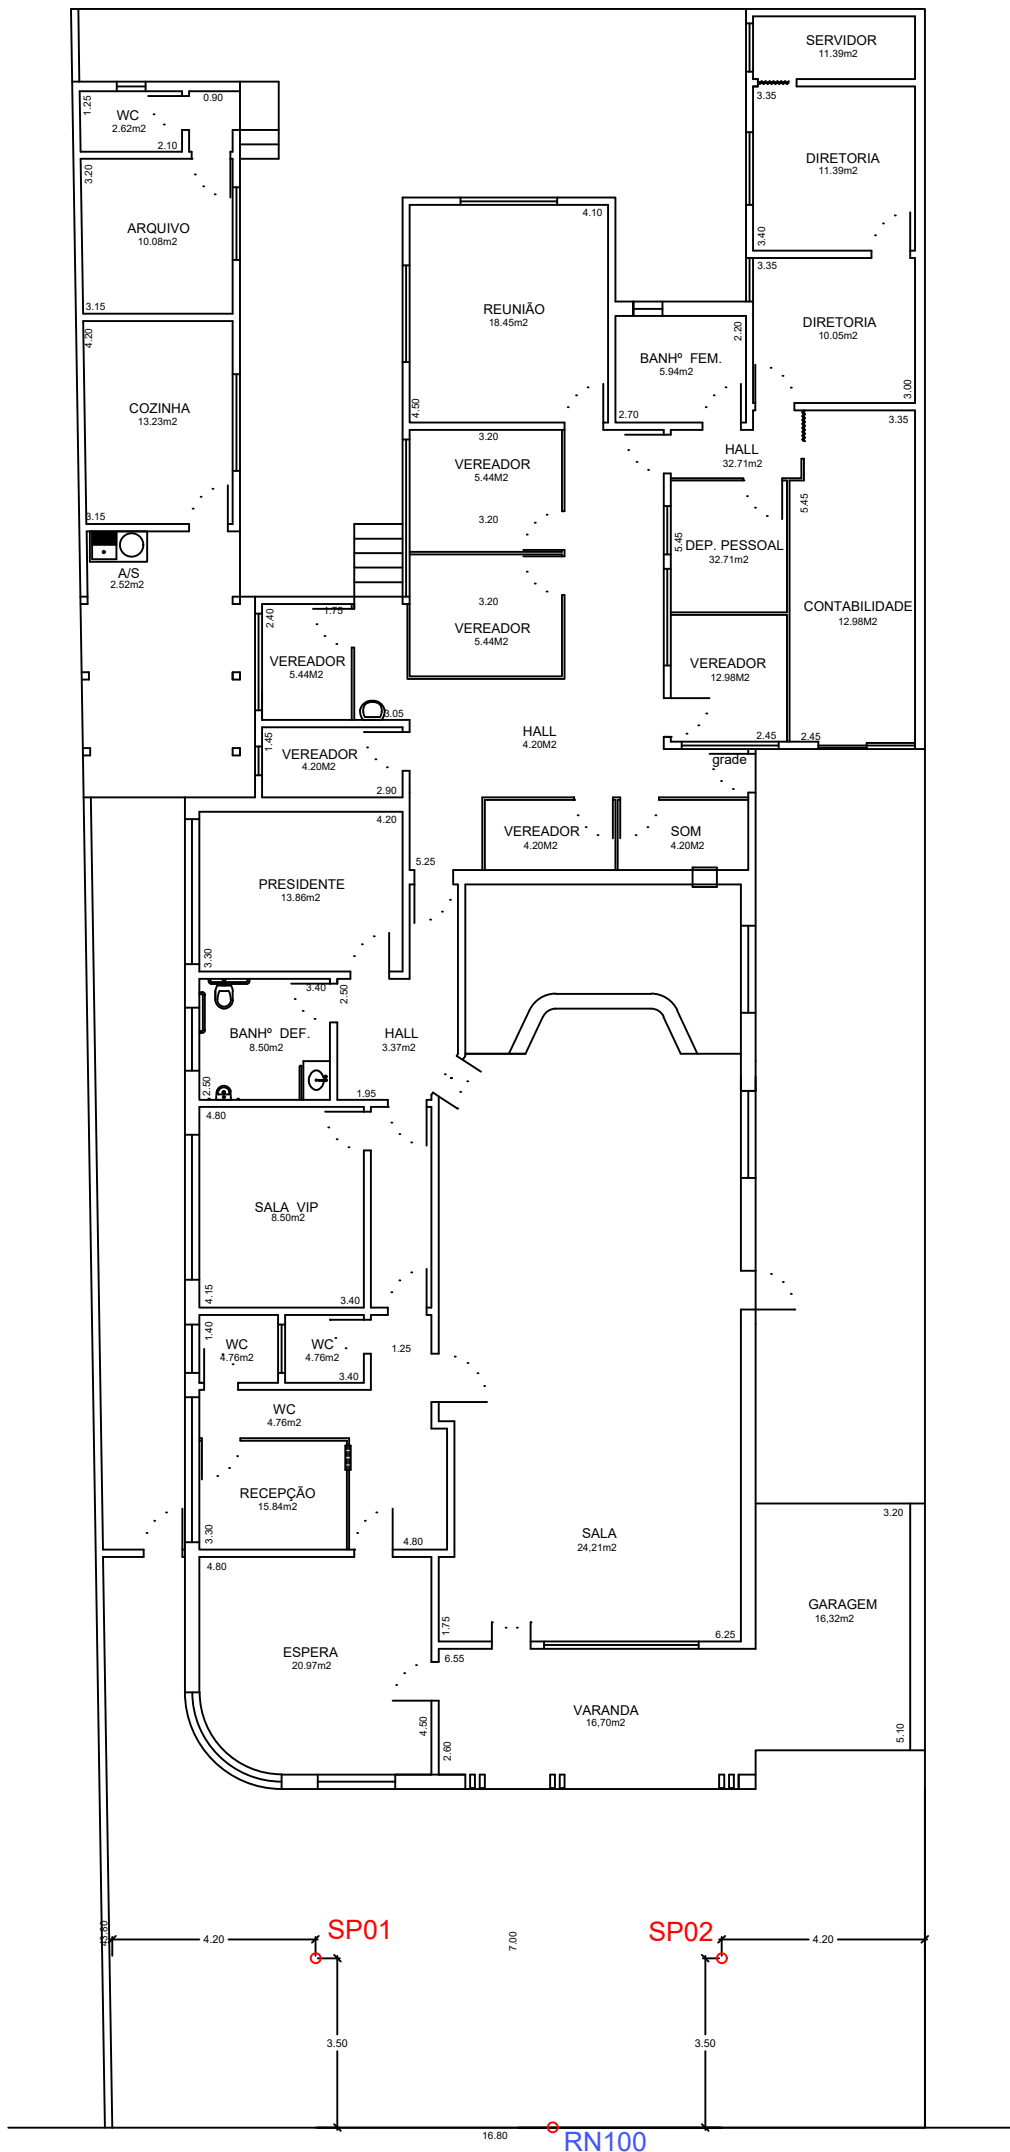 SERVIDOR
11.39m2
3.35
1.25
WC
2.62m2
0.90
2.10
3.20
ARQUIVO
10.08m2
3.15
DIRETORIA
11.39m2
3.40
4.10
REUNIÃO
18.45m2
4.50
3.35
DIRETORIA
10.05m2
3.00
2.20
BANHº FEM.
5.94m2
2.70
4.20
COZINHA
13.23m2
3.15
A/S
2.52m2
3.20
VEREADOR
5.44M2
3.20
HALL
32.71m2
3.35
5.45
5.45
DEP. PESSOAL
32.71m2
CONTABILIDADE
12.98M2
3.20
VEREADOR
5.44M2
2.40
1.75
VEREADOR
5.44M2
3.05
VEREADOR
12.98M2
2.45
2.45
grade
HALL
4.20M2
1.45
VEREADOR
4.20M2
2.90
4.20
PRESIDENTE
13.86m2
3.30
5.25
VEREADOR
4.20M2
SOM
4.20M2
3.40
2.50
BANHº DEF.
8.50m2
2.50
HALL
3.37m2
1.95
4.80
SALA VIP
8.50m2
4.15
3.40
1.40
WC
4.76m2
WC
4.76m2
3.40
1.25
WC
4.76m2
RECEPÇÃO
15.84m2
3.30
4.80
4.80
SALA
24,21m2
3.20
GARAGEM
16,32m2
5.10
1.75
6.25
6.55
ESPERA
20.97m2
4.50
2.60
VARANDA
16,70m2
43.80
4.20
SP01
7.00
SP02
4.20
3.50
3.50
16.80
RN100